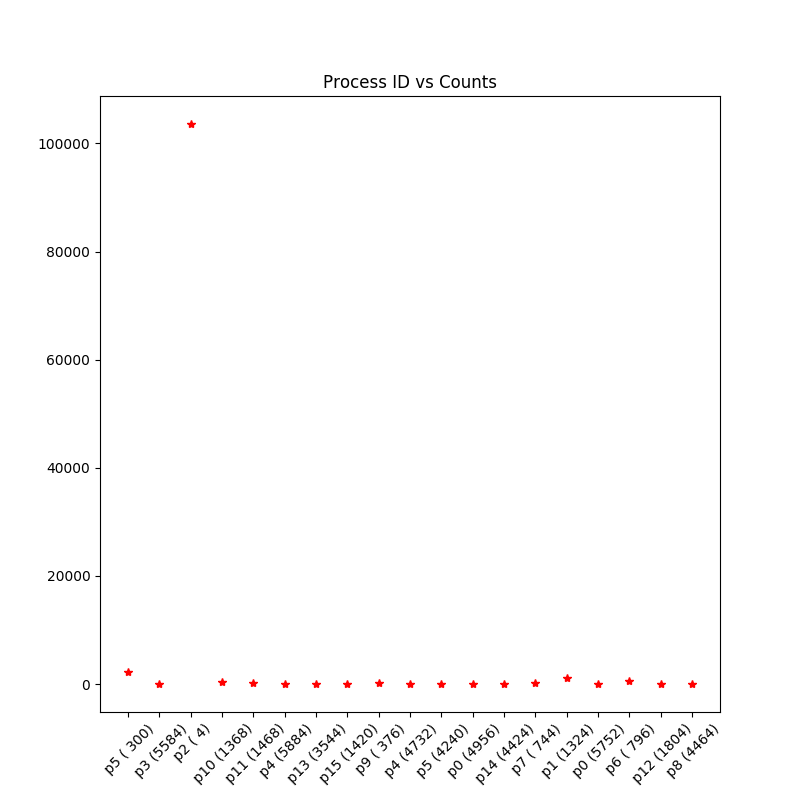 Process ID vs Counts
100000
80000
60000
40000
20000
0
p5 ( 300)
p3 (5584)
p2 ( 4)
p10 (1368)
p11 (1468)
p4 (5884)
p13 (3544)
p15 (1420)
p9 ( 376)
p4 (4732)
p5 (4240)
p0 (4956)
p14 (4424)
p7 ( 744)
p1 (1324)
p0 (5752)
p6 ( 796)
p12 (1804)
p8 (4464)